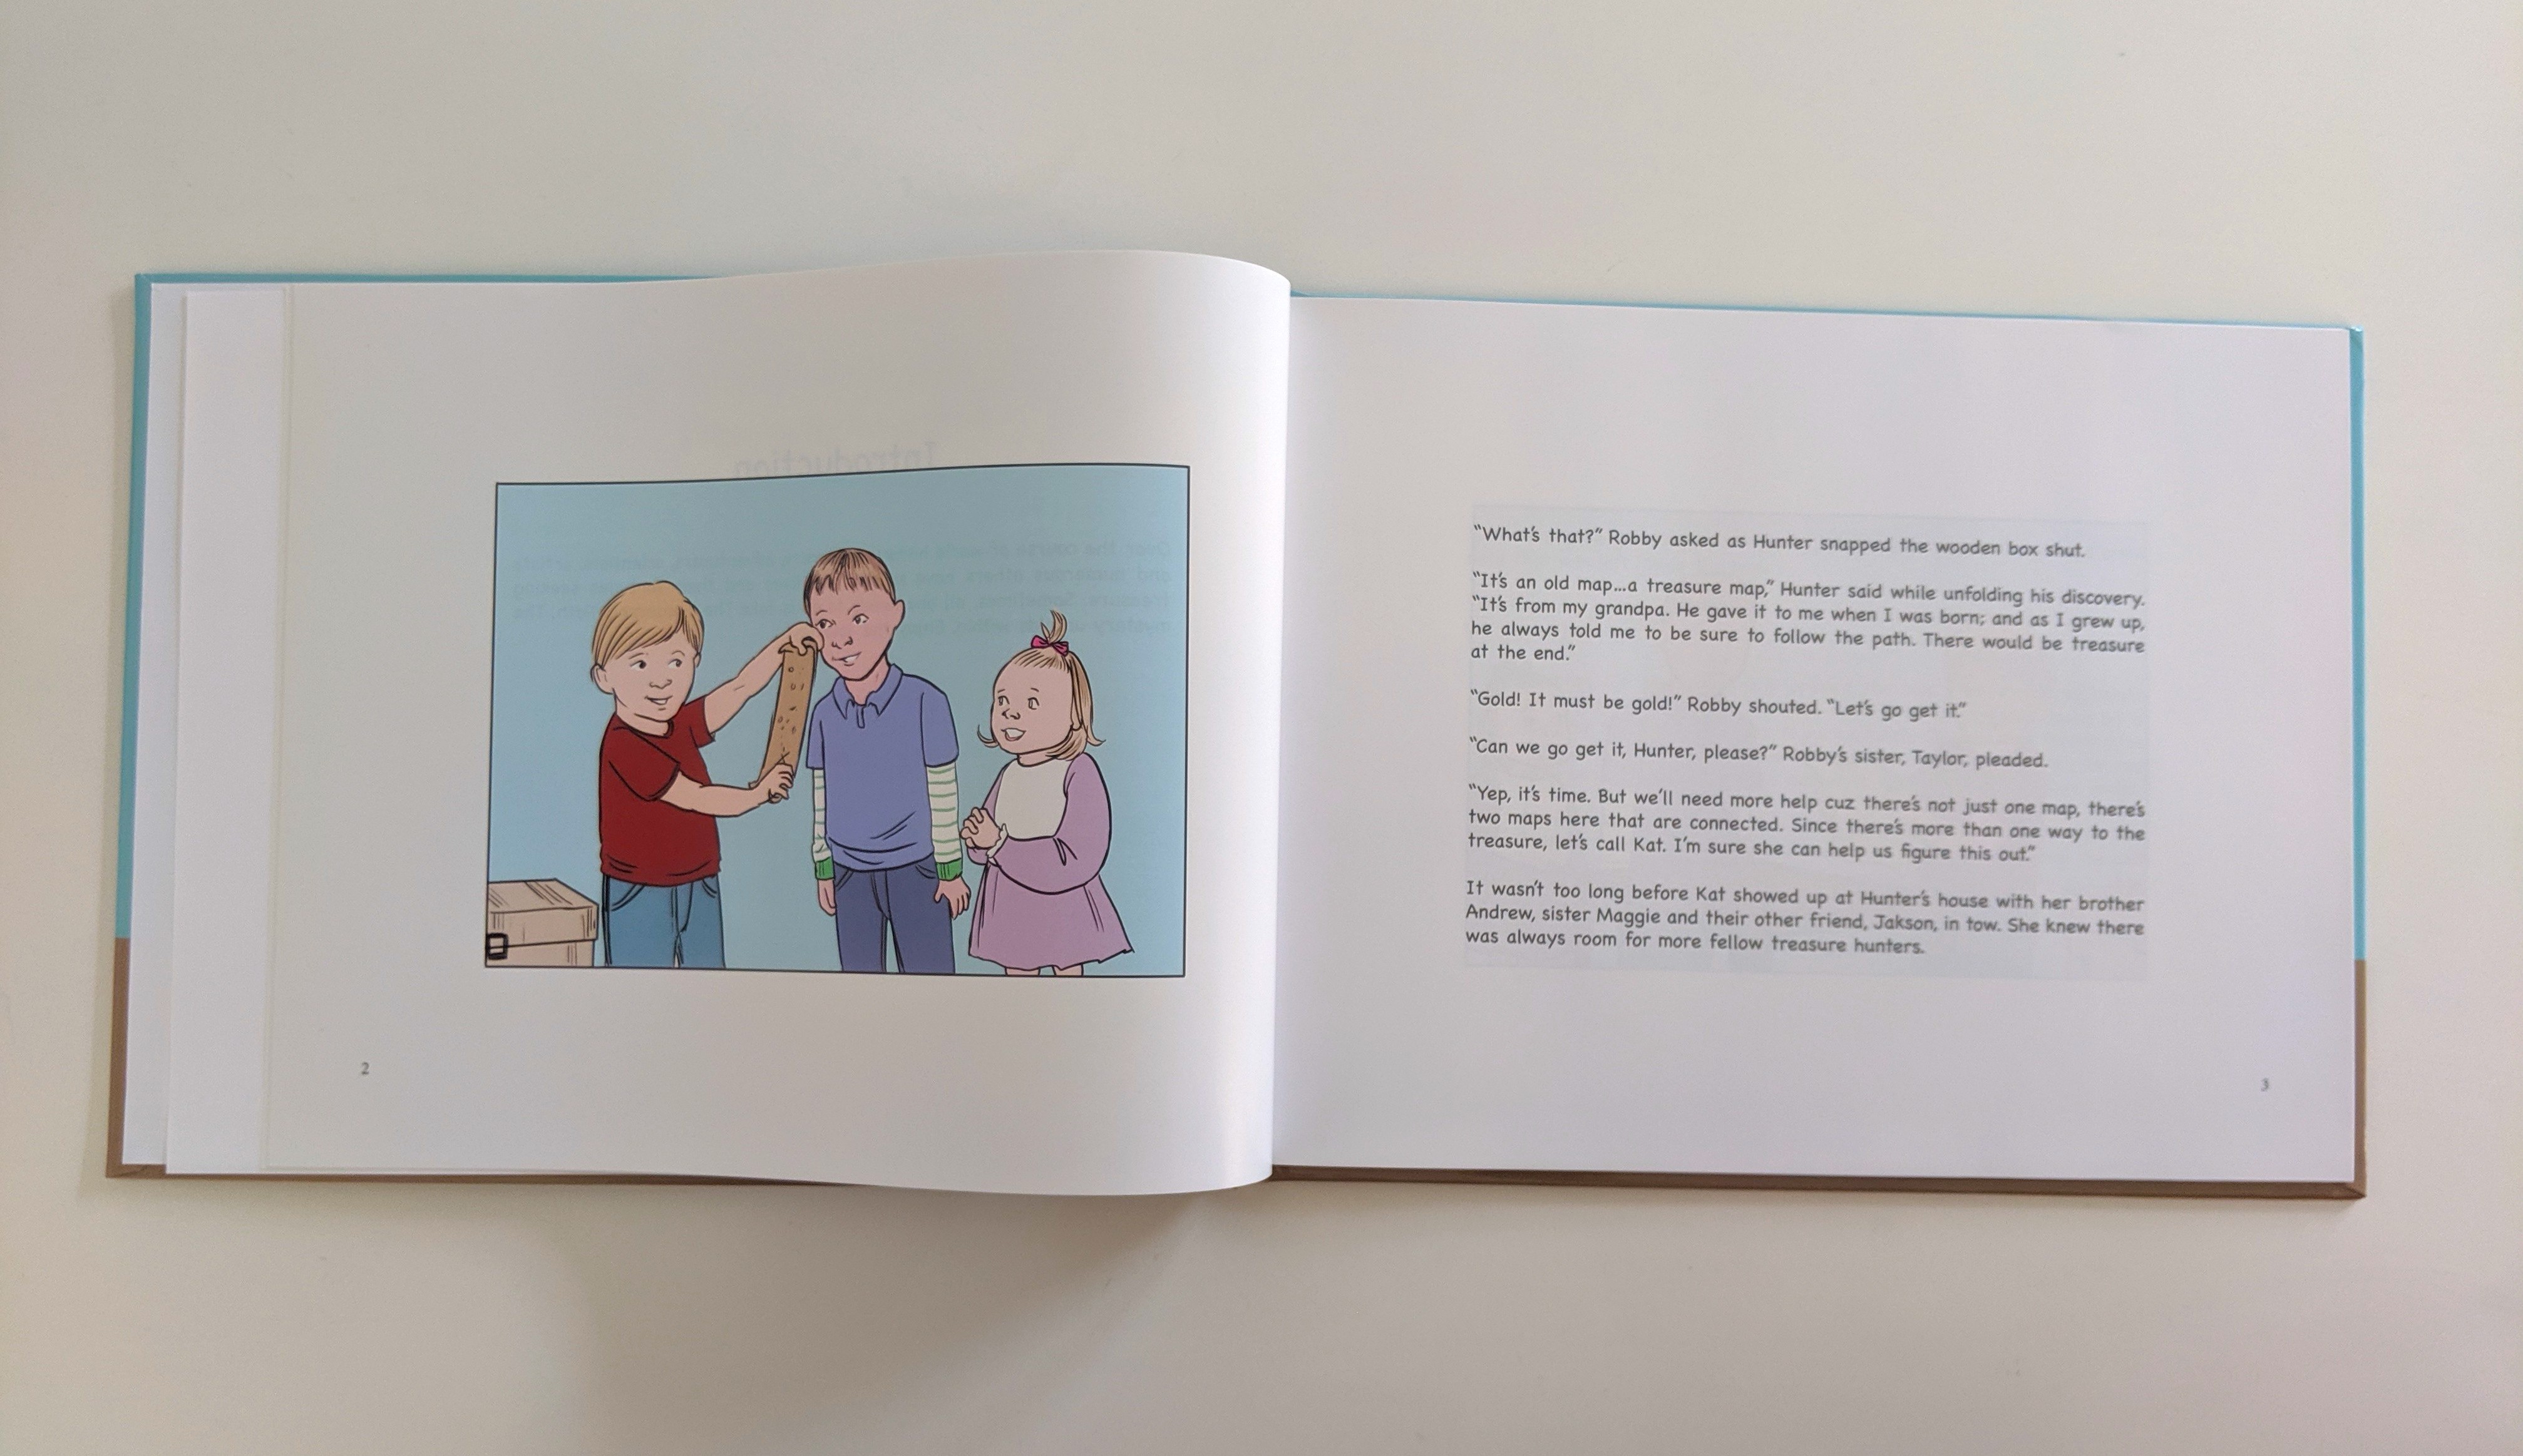 2
“What’s that?” Robby asked as Hunter snapped the wooden box shut.
“It’s an old map...a treasure map,” Hunter said while unfolding his discovery.
“It’s from my grandpa. He gave it to me when I was born; and as I grew up,
he always told me to be sure to follow the path. There would be treasure
at the end.”
“Gold! It must be gold!” Robby shouted. “Let’s go get it.”
“Can we go get it, Hunter, please?” Robby’s sister, Taylor, pleaded.
“Yep, it’s time. But we’ll need more help cuz there’s not just one map, there’s
two maps here that are connected. Since there’s more than one way to the
treasure, let’s call Kat. I’m sure she can help us figure this out.”
It wasn’t too long before Kat showed up at Hunter’s house with her brother
Andrew, sister Maggie and their other friend, Jakson, in tow. She knew there
was always room for more fellow treasure hunters.
3